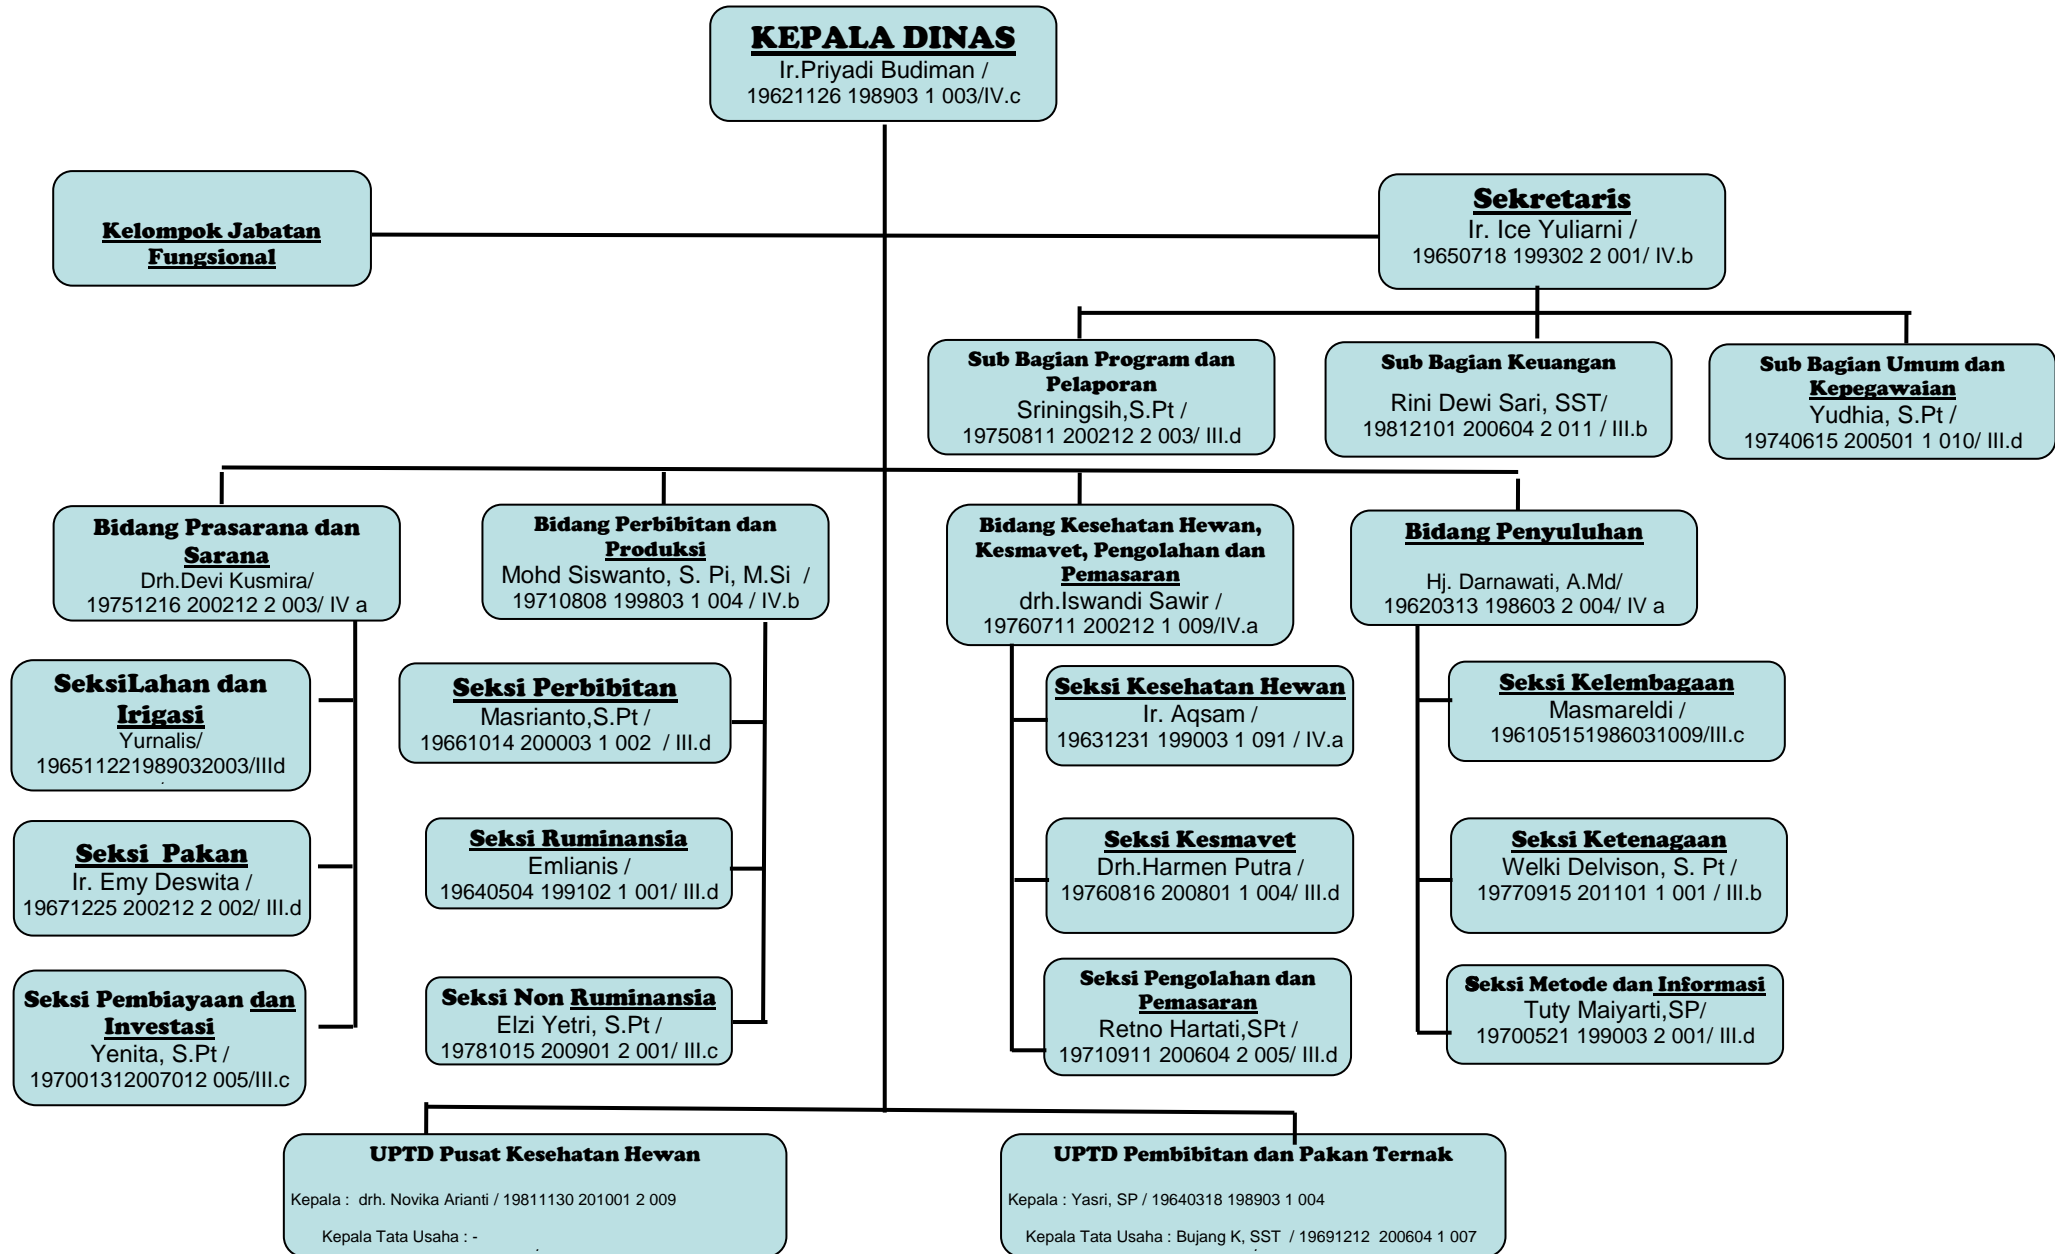 KEPALA DINAS
Ir.Priyadi Budiman /
19621126 198903 1 003/IV.c
Kelompok Jabatan
Fungsional
Sekretaris
Ir. Ice Yuliarni /
19650718 199302 2 001/ IV.b
Sub Bagian Program dan
Pelaporan
Sriningsih,S.Pt /
19750811 200212 2 003/ III.d
Sub Bagian Keuangan
Rini Dewi Sari, SST/
19812101 200604 2 011 / III.b
Sub Bagian Umum dan
Kepegawaian
Yudhia, S.Pt /
19740615 200501 1 010/ III.d
Bidang Prasarana dan
Sarana
Drh.Devi Kusmira/
19751216 200212 2 003/ IV a
Bidang Perbibitan dan
Produksi
Mohd Siswanto, S. Pi, M.Si /
19710808 199803 1 004 / IV.b
Bidang Kesehatan Hewan,
Kesmavet, Pengolahan dan
Pemasaran
drh.Iswandi Sawir /
19760711 200212 1 009/IV.a
Bidang Penyuluhan
Hj. Darnawati, A.Md/
19620313 198603 2 004/ IV a
SeksiLahan dan
Irigasi
Yurnalis/
196511221989032003/IIId
Seksi Perbibitan
Masrianto,S.Pt /
19661014 200003 1 002 / III.d
Seksi Kesehatan Hewan
Ir. Aqsam /
19631231 199003 1 091 / IV.a
Seksi Kelembagaan
Masmareldi /
196105151986031009/III.c
Seksi Pakan
Ir. Emy Deswita /
19671225 200212 2 002/ III.d
Seksi Ruminansia
Emlianis /
19640504 199102 1 001/ III.d
Seksi Kesmavet
Drh.Harmen Putra /
19760816 200801 1 004/ III.d
Seksi Ketenagaan
Welki Delvison, S. Pt /
19770915 201101 1 001 / III.b
Seksi Pembiayaan dan
Investasi
Yenita, S.Pt /
197001312007012 005/III.c
Seksi Non Ruminansia
Elzi Yetri, S.Pt /
19781015 200901 2 001/ III.c
Seksi Pengolahan dan
Pemasaran
Retno Hartati,SPt /
19710911 200604 2 005/ III.d
Seksi Metode dan Informasi
Tuty Maiyarti,SP/
19700521 199003 2 001/ III.d
UPTD Pusat Kesehatan Hewan
Kepala : drh. Novika Arianti / 19811130 201001 2 009
Kepala Tata Usaha : -
UPTD Pembibitan dan Pakan Ternak
Kepala : Yasri, SP / 19640318 198903 1 004
Kepala Tata Usaha : Bujang K, SST / 19691212 200604 1 007